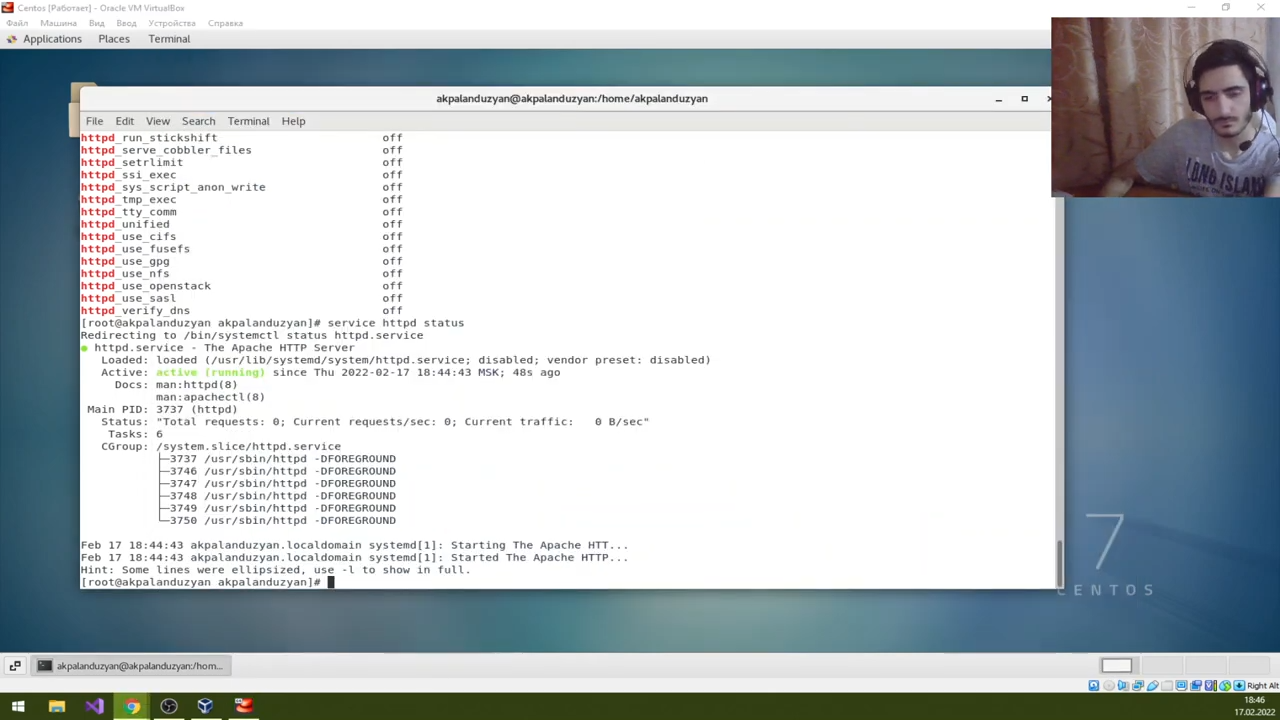 Centos [Работает] - Oracle VM VirtualBox
Файл Машина Вид Ввод Устройства Справка
Applications Places Terminal
akpalanduzyan@akpalanduzyan:/home/akpalanduzyan
File Edit View Search Terminal Help
httpd_run_stickshift off
httpd_serve_cobbler_files off
httpd_setrlimit off
httpd_ssi_exec off
httpd_sys_script_anon_write off
httpd_tmp_exec off
httpd_tty_comm off
httpd_unified off
httpd_use_cifs off
httpd_use_fusefs off
httpd_use_gpg off
httpd_use_nfs off
httpd_use_openstack off
httpd_use_sasl off
httpd_verify_dns off
[root@akpalanduzyan akpalanduzyan]# service httpd status
Redirecting to /bin/systemctl status httpd.service
● httpd.service - The Apache HTTP Server
Loaded: loaded (/usr/lib/systemd/system/httpd.service; disabled; vendor preset: disabled)
Active: active (running) since Thu 2022-02-17 18:44:43 MSK; 48s ago
Docs: man:httpd(8)
man:apachectl(8)
Main PID: 3737 (httpd)
Status: "Total requests: 0; Current requests/sec: 0; Current traffic:   0 B/sec"
Tasks: 6
CGroup: /system.slice/httpd.service
├─3737 /usr/sbin/httpd -DFOREGROUND
├─3746 /usr/sbin/httpd -DFOREGROUND
├─3747 /usr/sbin/httpd -DFOREGROUND
├─3748 /usr/sbin/httpd -DFOREGROUND
├─3749 /usr/sbin/httpd -DFOREGROUND
└─3750 /usr/sbin/httpd -DFOREGROUND
Feb 17 18:44:43 akpalanduzyan.localdomain systemd[1]: Starting The Apache HTT...
Feb 17 18:44:43 akpalanduzyan.localdomain systemd[1]: Started The Apache HTTP...
Hint: Some lines were ellipsized, use -l to show in full.
[root@akpalanduzyan akpalanduzyan]#
LONG ISLAND
7
CENTOS
akpalanduzyan@akpalanduzyan:/hom...
Right Alt
18:46
17.02.2022